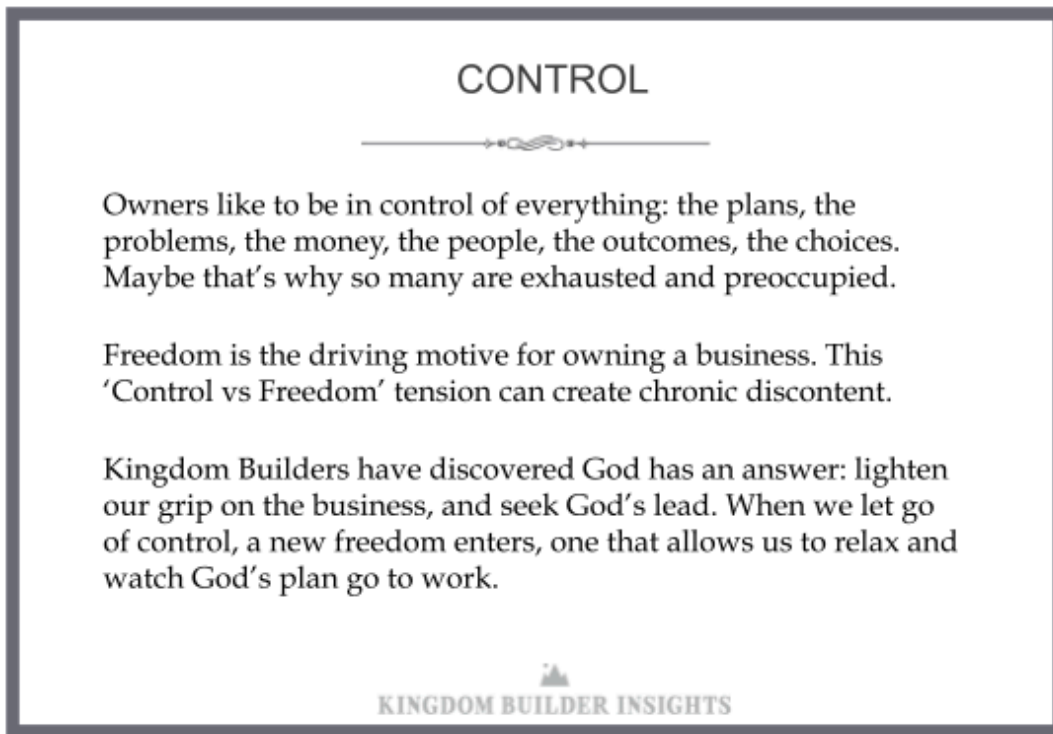 CONTROL
Owners like to be in control of everything: the plans, the
problems, the money, the people, the outcomes, the choices.
Maybe that’s why so many are exhausted and preoccupied.
Freedom is the driving motive for owning a business. This
‘Control vs Freedom’ tension can create chronic discontent.
Kingdom Builders have discovered God has an answer: lighten
our grip on the business, and seek God’s lead. When we let go
of control, a new freedom enters, one that allows us to relax and
watch God’s plan go to work.
KINGDOM BUILDER INSIGHTS